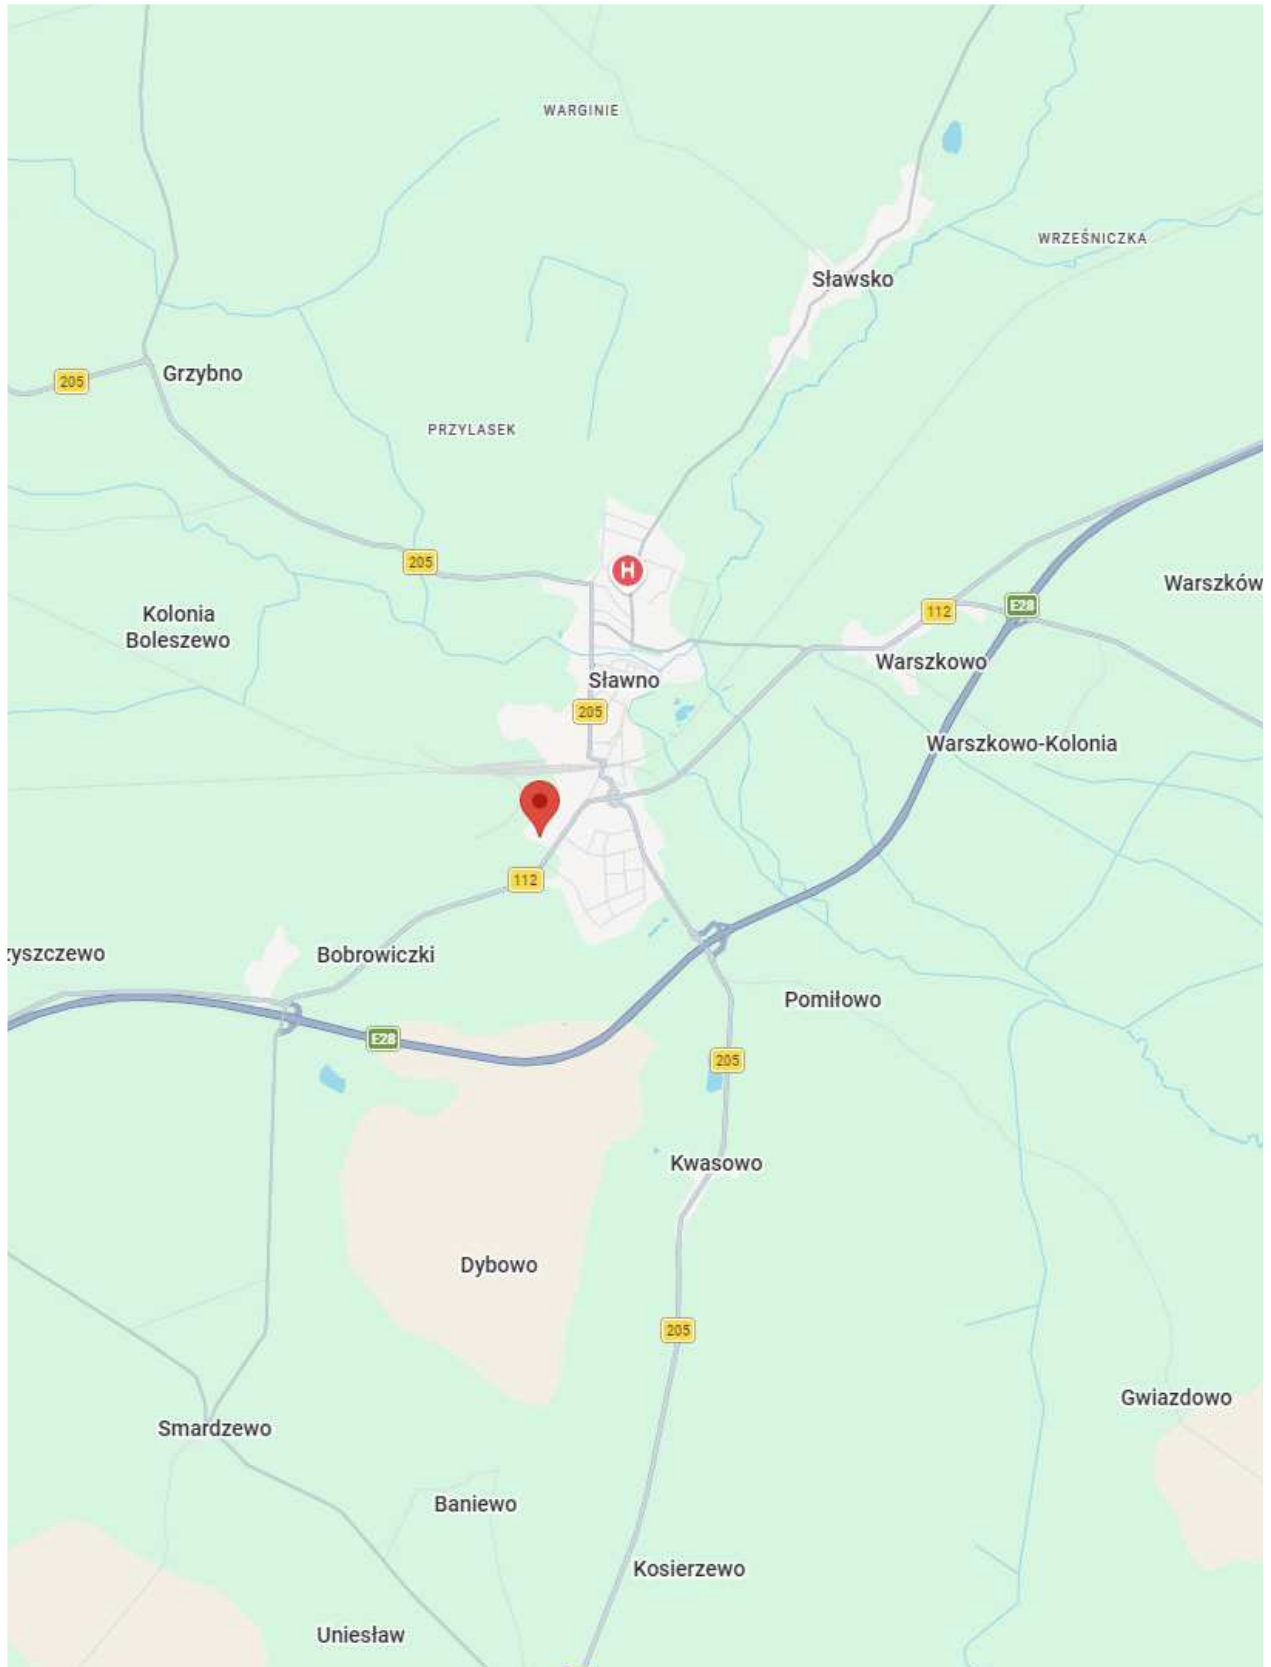 WARGINIE
WRZEŚNICZKA
Sławsko
205
Grzybno
PRZYLASEK
H
205
Kolonia
Boleszewo
112
E28
Warszków
Warszkowo
Sławno
205
Warszkowo-Kolonia
112
zyszczewo
Bobrowiczki
Pomiłowo
E28
205
Kwasowo
Dybowo
205
Gwiazdowo
Smardzewo
Baniewo
Kosierzewo
Uniesław